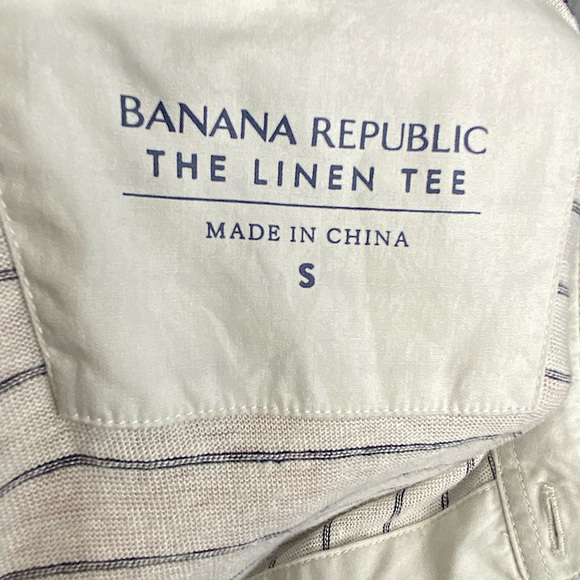 BANANA REPUBLIC
THE LINEN TEE
MADE IN CHINA
S